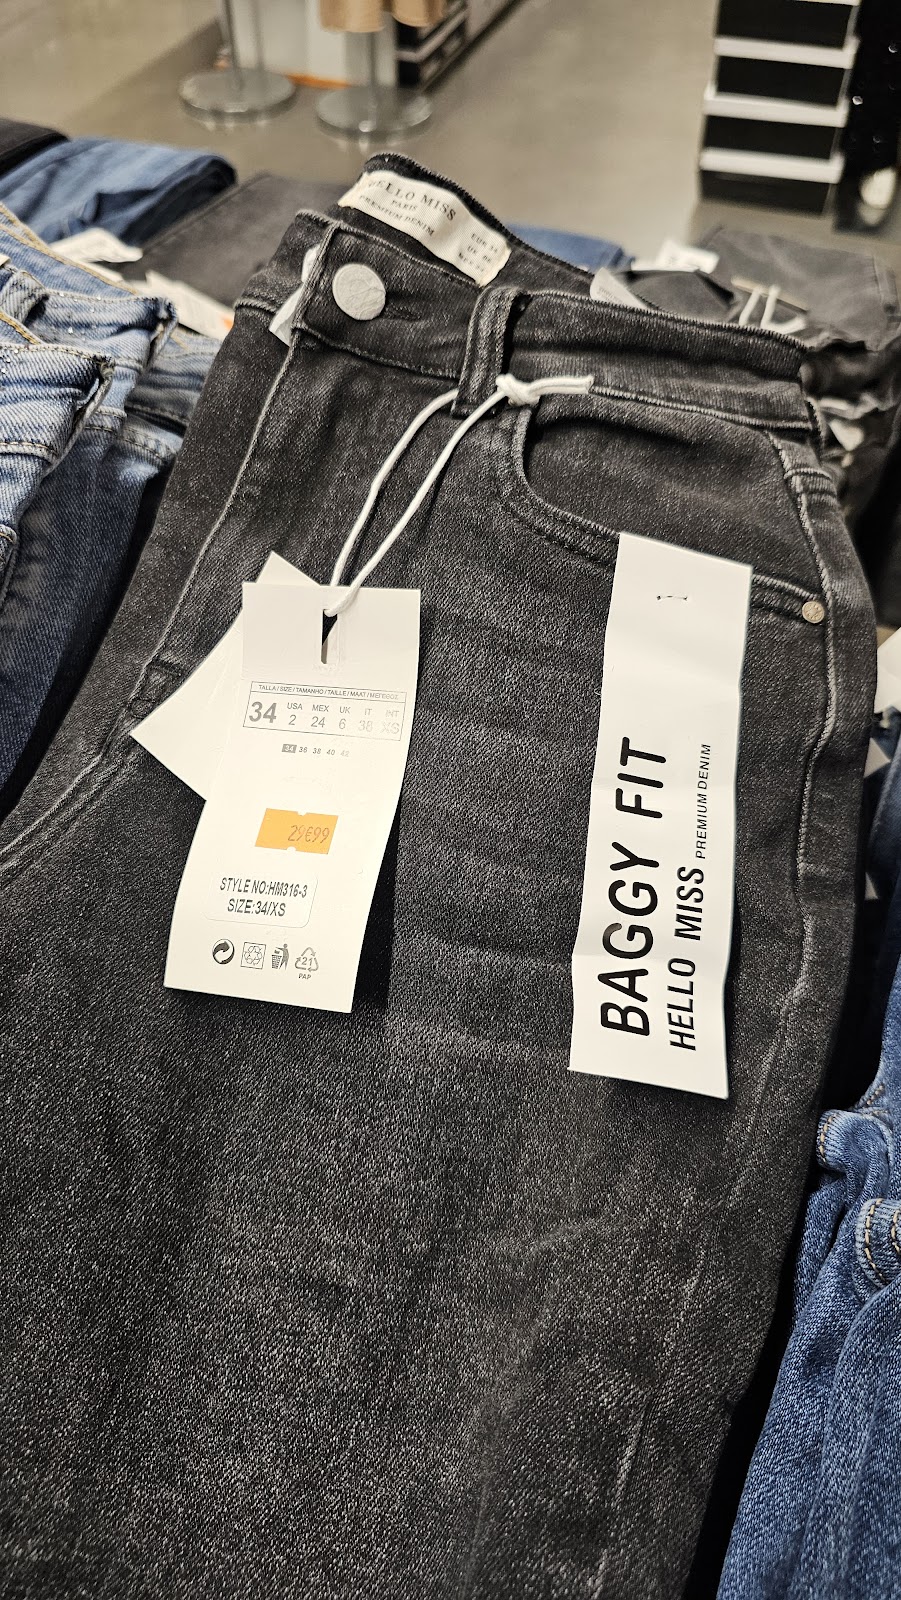 HELLO MISS
PARIS
PREMIUM DENIM
TALLA / SIZE / TAMANHO / TAILLE / MAAT /
34
USA MEX UK IT INT
2 24 6 38 XS
34 36 38 40 42
29€99
STYLE NO:HM316-3
SIZE:34/XS
21
PAP
BAGGY FIT
HELLO MISS PREMIUM DENIM